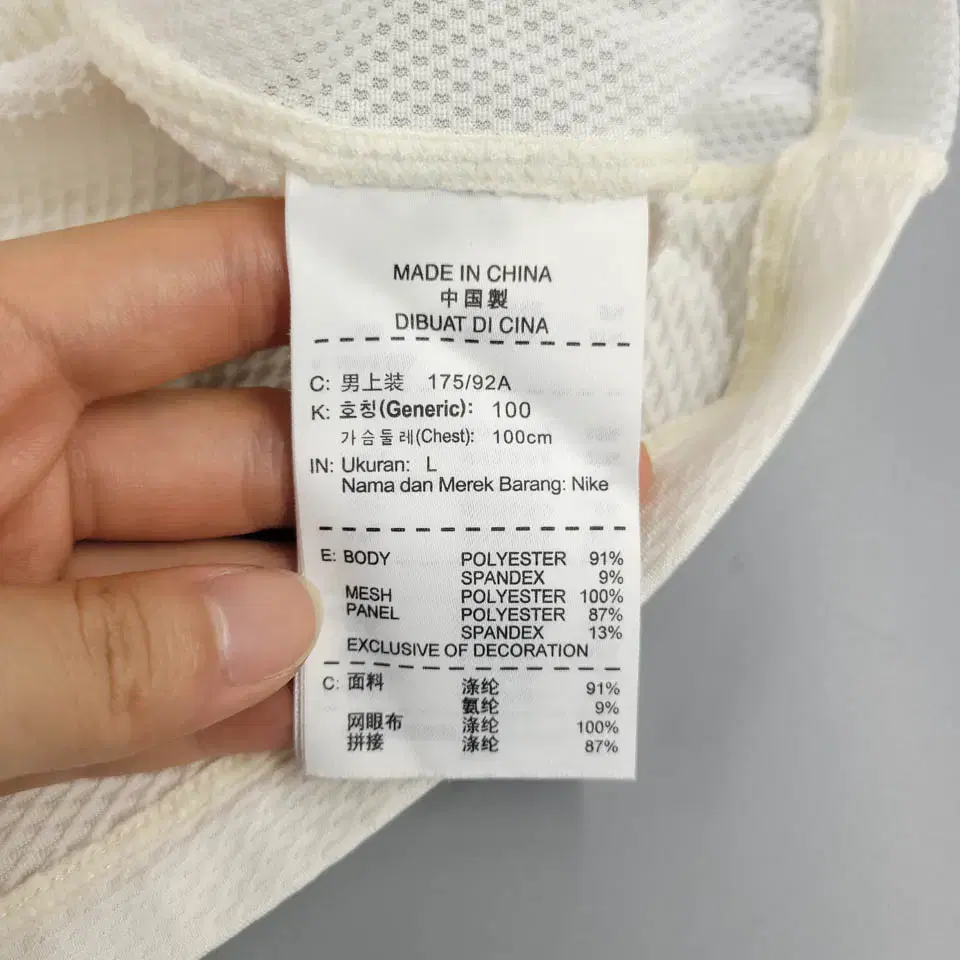 MADE IN CHINA
中国製
DIBUAT DI CINA
C: 男上装 175/92A
K: 호칭(Generic): 100
가슴둘레(Chest): 100cm
IN: Ukuran: L
Nama dan Merek Barang: Nike
E: BODY POLYESTER 91%
SPANDEX 9%
MESH POLYESTER 100%
PANEL POLYESTER 87%
SPANDEX 13%
EXCLUSIVE OF DECORATION
C: 面料 涤纶 91%
氨纶 9%
网眼布 涤纶 100%
拼接 涤纶 87%